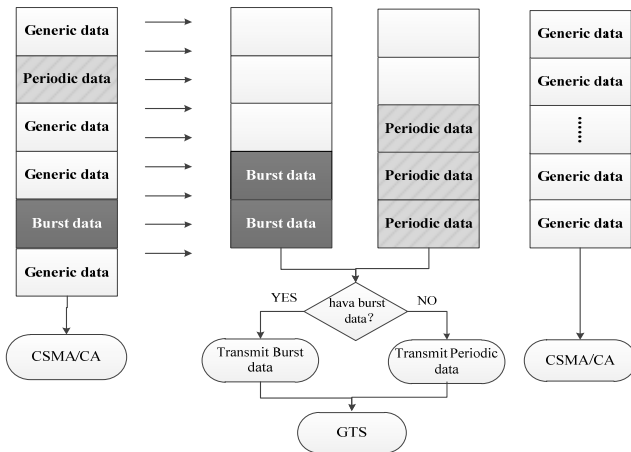 Generic data
Periodic data
Generic data
Generic data
Burst data
Generic data
CSMA/CA
Burst data
Burst data
Periodic data
Periodic data
Periodic data
YES
hava burst
data?
NO
Transmit Burst
data
Transmit Periodic
data
GTS
Generic data
Generic data
Generic data
Generic data
CSMA/CA